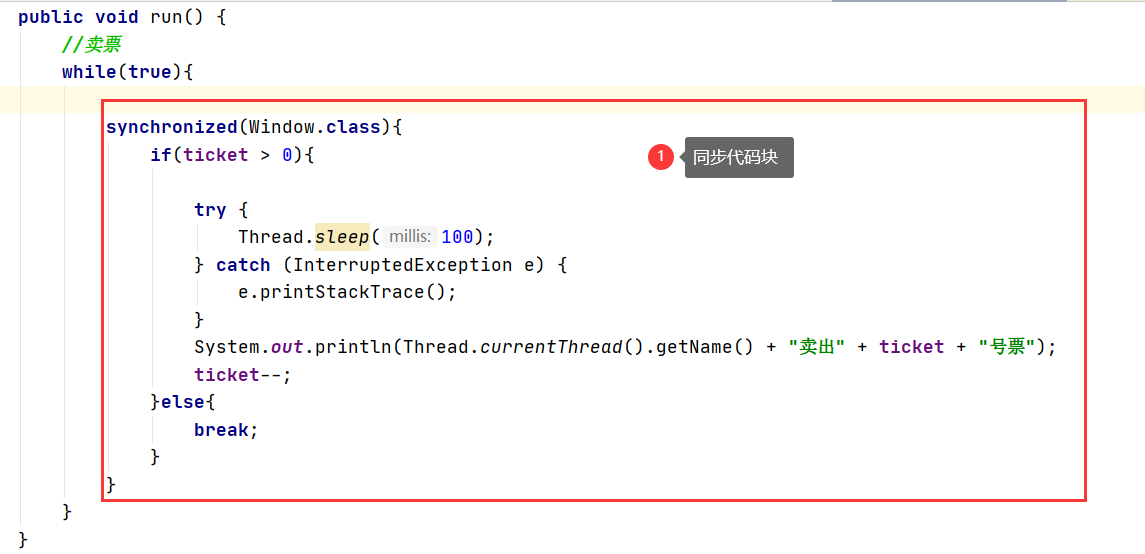 public void run() {
//卖票
while(true){
synchronized(Window.class){
if(ticket > 0){
1 同步代码块
try {
Thread.sleep( millis: 100);
} catch (InterruptedException e) {
e.printStackTrace();
}
System.out.println(Thread.currentThread().getName() + "卖出" + ticket + "号票");
ticket--;
}else{
break;
}
}
}
}